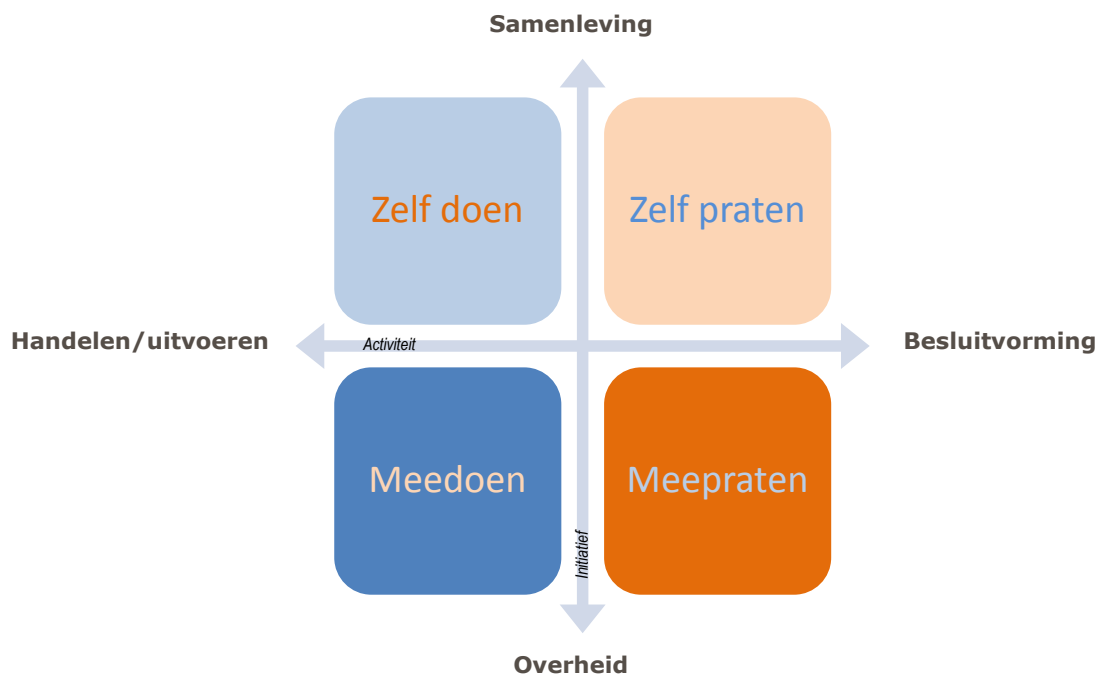 Samenleving
Zelf doen
Zelf praten
Handelen/uitvoeren
Activiteit
Besluitvorming
Meedoen
Meepraten
Initiatief
Overheid